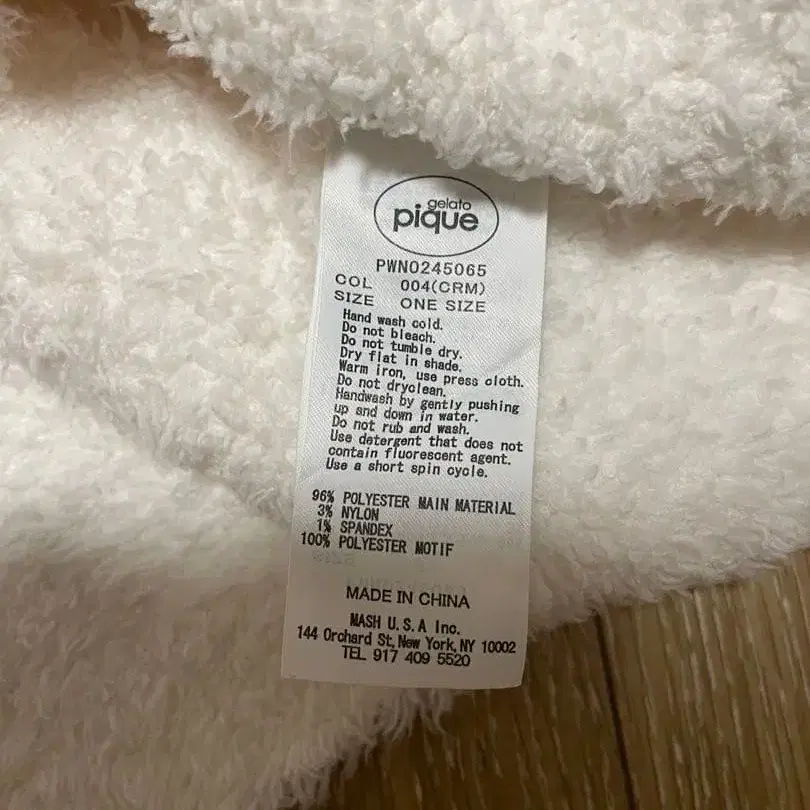 gelato
pique
PWNO245065
COL 004(CRM)
SIZE ONE SIZE
Hand wash cold.
Do not bleach.
Do not tumble dry.
Dry flat in shade.
Warm iron, use press cloth.
Do not dryclean.
Handwash by gently pushing
up and down in water.
Do not rub and wash.
Use detergent that does not
contain fluorescent agent.
Use a short spin cycle.
96% POLYESTER MAIN MATERIAL
3% NYLON
1% SPANDEX
100% POLYESTER MOTIF
MADE IN CHINA
MASH U.S.A Inc.
144 Orchard St, New York, NY 10002
TEL 917 409 5520